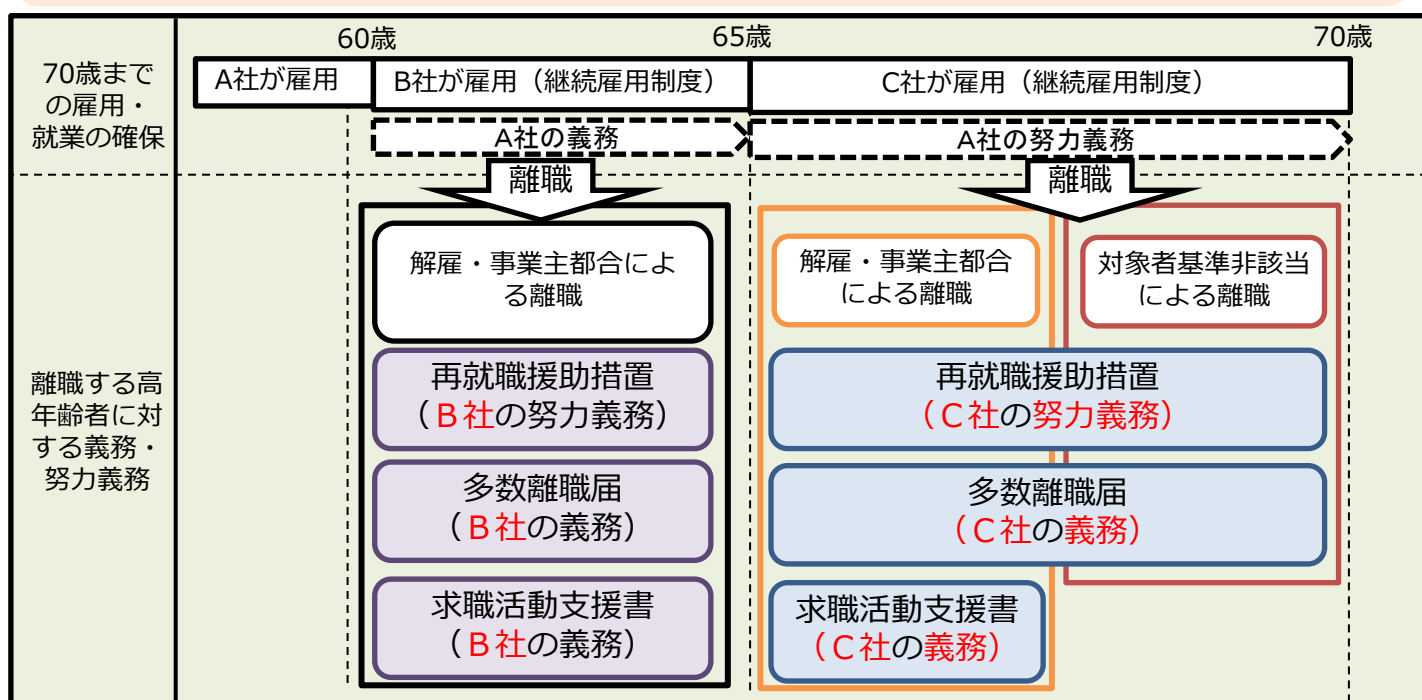 60歳
65歳
70歳
70歳まで
の雇用・
就業の確保
A社が雇用
B社が雇用（継続雇用制度）
C社が雇用（継続雇用制度）
A社の義務
A社の努力義務
離職
離職
離職する高
年齢者に対
する義務・
努力義務
解雇・事業主都合によ
る離職
再就職援助措置
（Ｂ社の努力義務）
多数離職届
（Ｂ社の義務）
求職活動支援書
（Ｂ社の義務）
解雇・事業主都合
による離職
対象者基準非該当
による離職
再就職援助措置
（Ｃ社の努力義務）
多数離職届
（Ｃ社の義務）
求職活動支援書
（Ｃ社の義務）